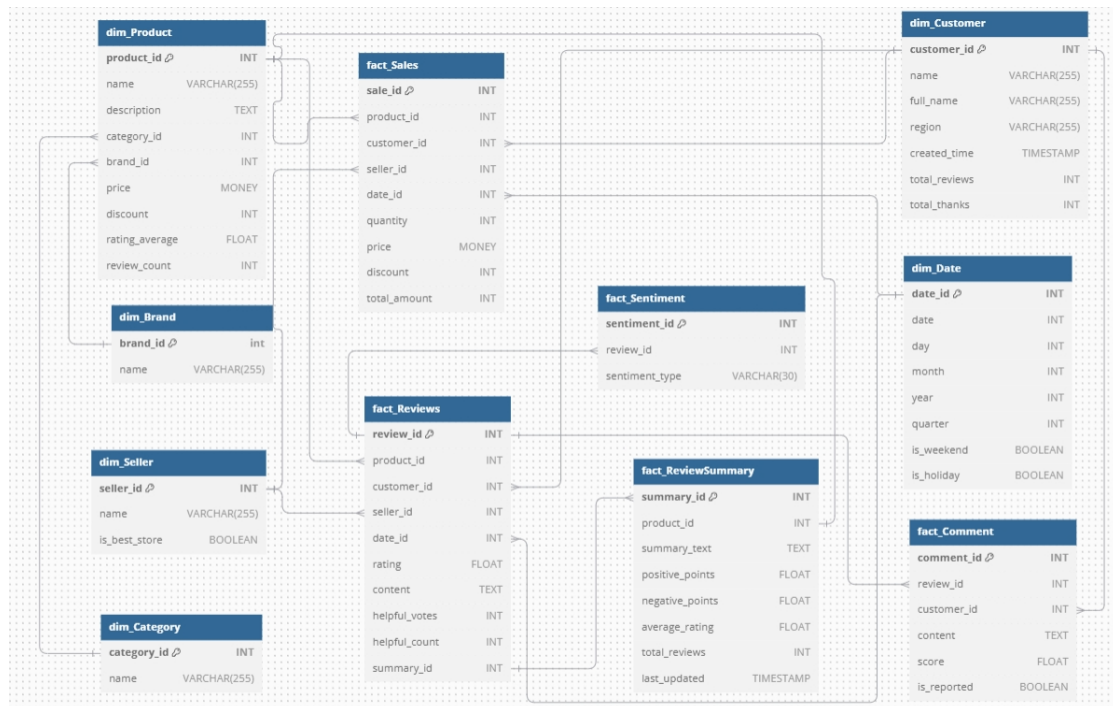 dim_Product
product_id INT
name VARCHAR(255)
description TEXT
category_id INT
brand_id INT
price MONEY
discount INT
rating_average FLOAT
review_count INT
fact_Sales
sale_id INT
product_id INT
customer_id INT
seller_id INT
date_id INT
quantity INT
price MONEY
discount INT
total_amount INT
dim_Customer
customer_id INT
name VARCHAR(255)
full_name VARCHAR(255)
region VARCHAR(255)
created_time TIMESTAMP
total_reviews INT
total_thanks INT
dim_Brand
brand_id int
name VARCHAR(255)
fact_Sentiment
sentiment_id INT
review_id INT
sentiment_type VARCHAR(30)
dim_Date
date_id INT
date INT
day INT
month INT
year INT
quarter INT
is_weekend BOOLEAN
is_holiday BOOLEAN
dim_Seller
seller_id INT
name VARCHAR(255)
is_best_store BOOLEAN
fact_Reviews
review_id INT
product_id INT
customer_id INT
seller_id INT
date_id INT
rating FLOAT
content TEXT
helpful_votes INT
helpful_count INT
summary_id INT
fact_ReviewSummary
summary_id INT
product_id INT
summary_text TEXT
positive_points FLOAT
negative_points FLOAT
average_rating FLOAT
total_reviews INT
last_updated TIMESTAMP
fact_Comment
comment_id INT
review_id INT
customer_id INT
content TEXT
score FLOAT
is_reported BOOLEAN
dim_Category
category_id INT
name VARCHAR(255)